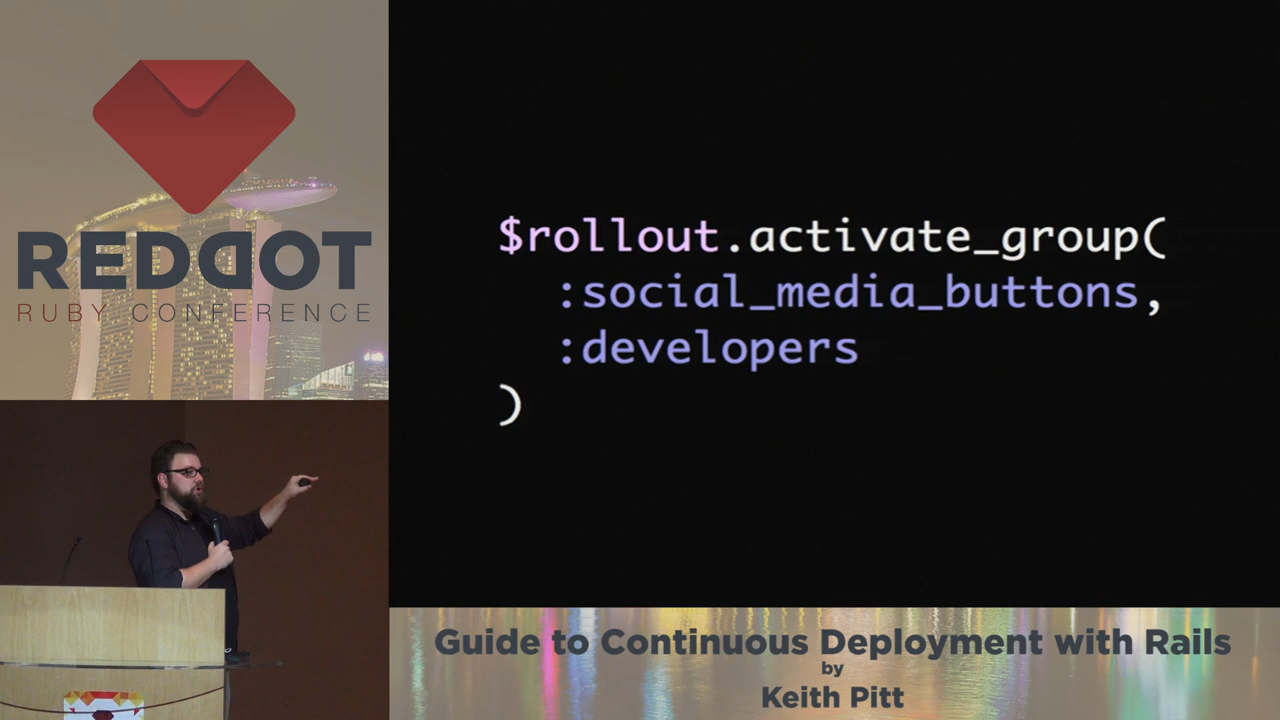 REDDOT
RUBY CONFERENCE
$rollout.activate_group(
:social_media_buttons,
:developers
)
Guide to Continuous Deployment with Rails
by
Keith Pitt